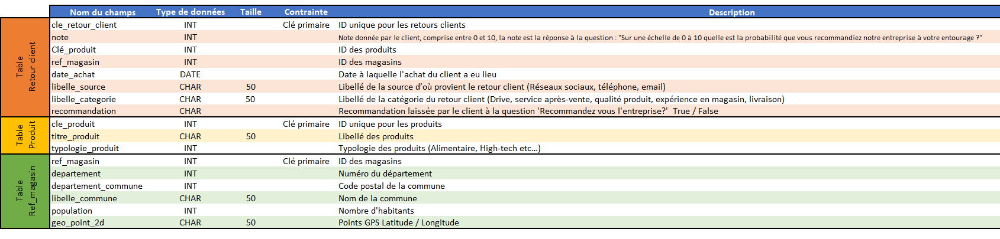 Nom du champs Type de données Taille Contrainte Description
Table
Retour client
cle_retour_client INT Clé primaire ID unique pour les retours clients
note INT Note donnée par le client, comprise entre 0 et 10, la note est la réponse à la question : "Sur une échelle de 0 à 10 quelle est la probabilité que vous recommandiez notre entreprise à votre entourage ?"
Clé_produit INT ID des produits
ref_magasin INT ID des magasins
date_achat DATE Date à laquelle l'achat du client a eu lieu
libelle_source CHAR 50 Libellé de la source d’où provient le retour client (Réseaux sociaux, téléphone, email)
libelle_categorie CHAR 50 Libellé de la catégorie du retour client (Drive, service après-vente, qualité produit, expérience en magasin, livraison)
recommandation CHAR Recommandation laissée par le client à la question 'Recommandez vous l'entreprise?' True / False
Table
Produit
cle_produit INT Clé primaire ID unique pour les produits
titre_produit CHAR 50 Libellé des produits
typologie_produit INT Typologie des produits (Alimentaire, High-tech etc…)
Table
Ref_magasin
ref_magasin INT Clé primaire ID des magasins
departement INT Numéro du département
departement_commune INT Code postal de la commune
libelle_commune CHAR 50 Nom de la commune
population INT Nombre d'habitants
geo_point_2d CHAR 50 Points GPS Latitude / Longitude